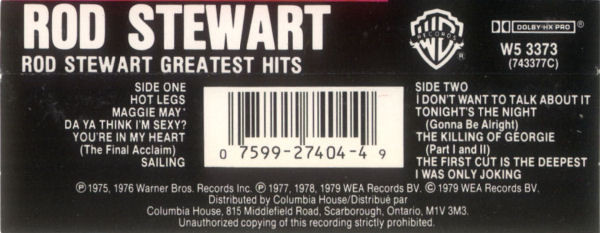 ROD STEWART
ROD STEWART GREATEST HITS
SIDE ONE
HOT LEGS
MAGGIE MAY*
DA YA THINK I'M SEXY?
YOU'RE IN MY HEART
(The Final Acclaim)
SAILING
0 7599-27404-4 9
WB
RECORDS
®
DOLBY HX PRO
W5 3373
(743377C)
SIDE TWO
I DON'T WANT TO TALK ABOUT IT
TONIGHT'S THE NIGHT
(Gonna Be Alright)
THE KILLING OF GEORGIE
(Part I and II)
THE FIRST CUT IS THE DEEPEST
I WAS ONLY JOKING
℗ 1975, 1976 Warner Bros. Records Inc. ℗ 1977, 1978, 1979 WEA Records BV. © 1979 WEA Records BV.
Distributed by Columbia House/Distribué par
Columbia House, 815 Middlefield Road, Scarborough, Ontario, M1V 3M3.
Unauthorized copying of this recording strictly prohibited.